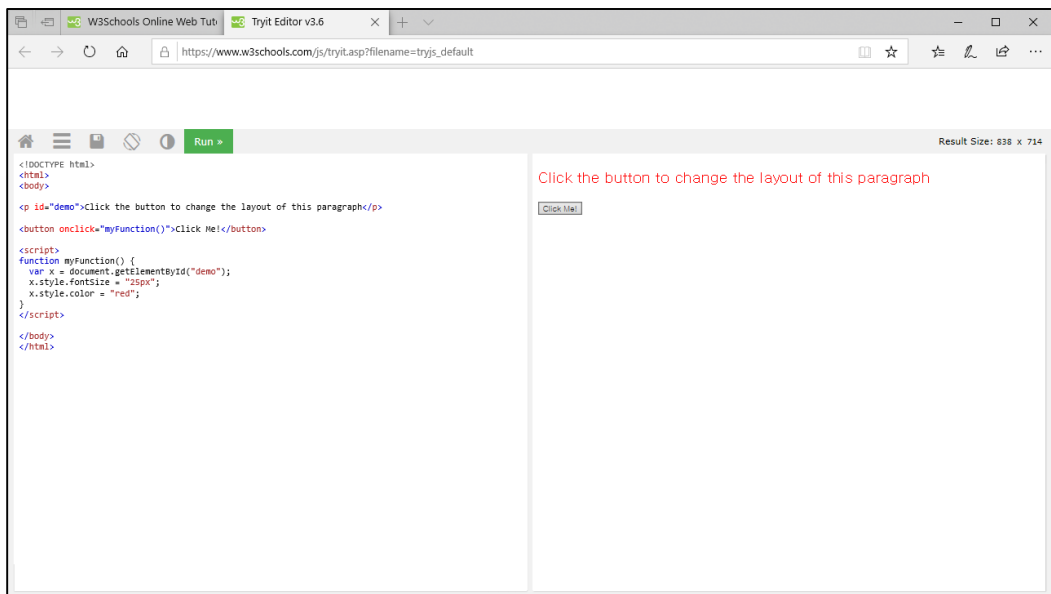 W3Schools Online Web Tut
Tryit Editor v3.6
https://www.w3schools.com/js/tryit.asp?filename=tryjs_default
Run »
Result Size: 838 x 714
<!DOCTYPE html>
<html>
<body>
<p id="demo">Click the button to change the layout of this paragraph</p>
<button onclick="myFunction()">Click Me!</button>
<script>
function myFunction() {
  var x = document.getElementById("demo");
  x.style.fontSize = "25px";
  x.style.color = "red";
}
</script>
</body>
</html>
Click the button to change the layout of this paragraph
Click Me!